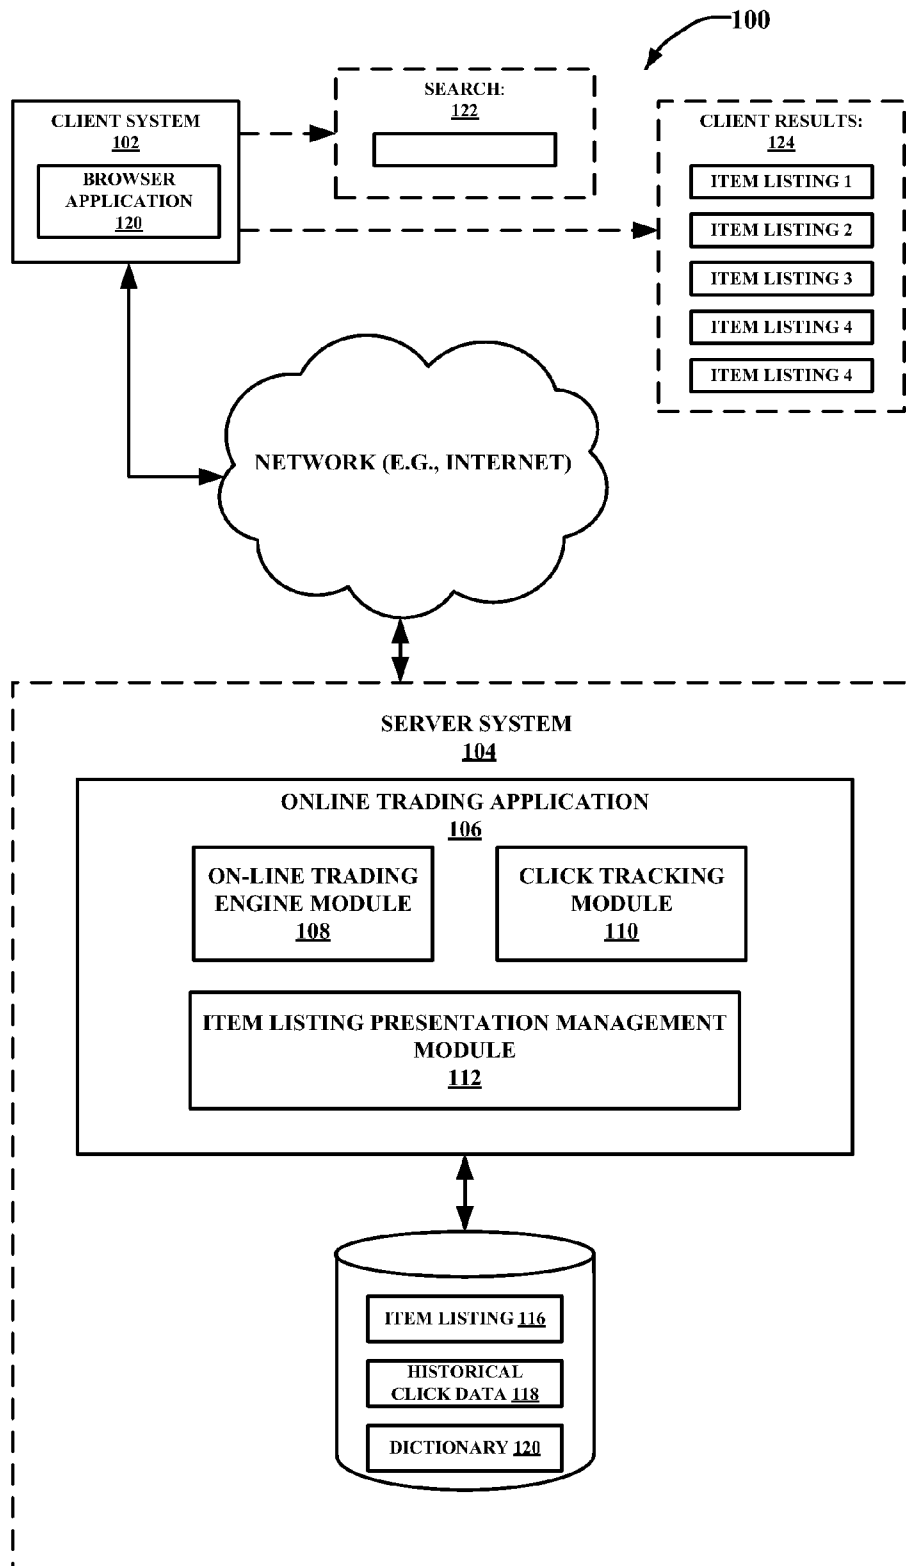 100
CLIENT SYSTEM
102
BROWSER
APPLICATION
120
SEARCH:
122
CLIENT RESULTS:
124
ITEM LISTING 1
ITEM LISTING 2
ITEM LISTING 3
ITEM LISTING 4
ITEM LISTING 4
NETWORK (E.G., INTERNET)
SERVER SYSTEM
104
ONLINE TRADING APPLICATION
106
ON-LINE TRADING
ENGINE MODULE
108
CLICK TRACKING
MODULE
110
ITEM LISTING PRESENTATION MANAGEMENT
MODULE
112
ITEM LISTING 116
HISTORICAL
CLICK DATA 118
DICTIONARY 120